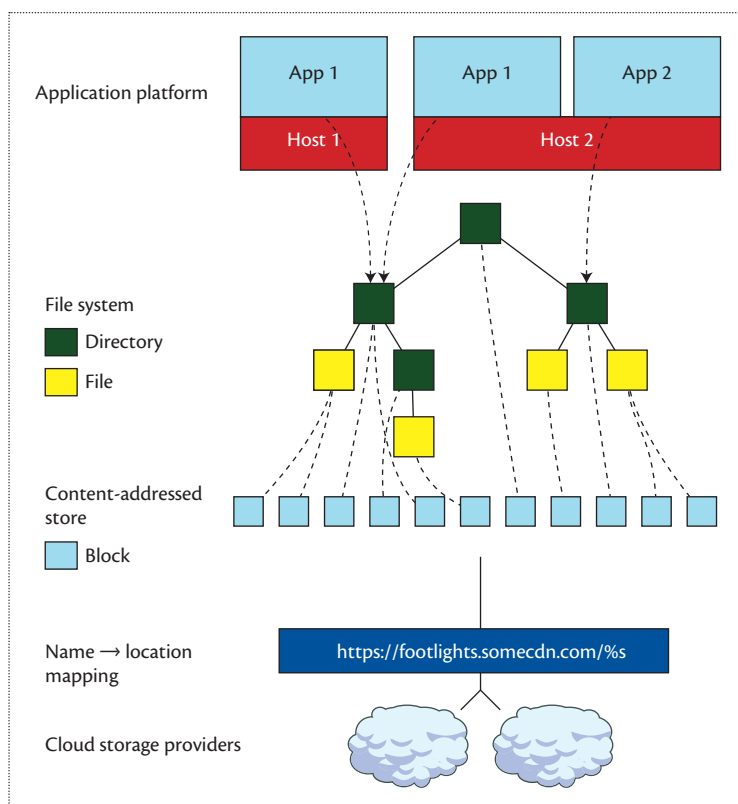 App 1
App 1
App 2
Application platform
Host 1
Host 2
File system
Directory
File
Content-addressed
store
Block
Name → location
mapping
https://footlights.somecdn.com/%s
Cloud storage providers